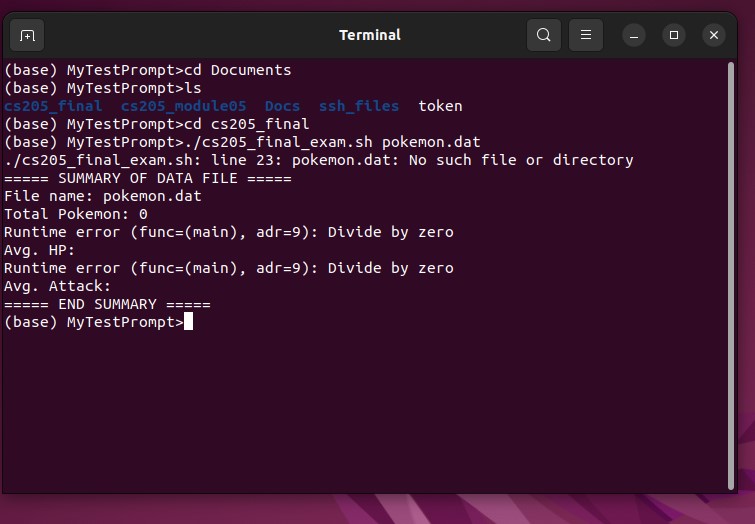 Terminal
(base) MyTestPrompt>cd Documents
(base) MyTestPrompt>ls
cs205_final  cs205_module05  Docs  ssh_files  token
(base) MyTestPrompt>cd cs205_final
(base) MyTestPrompt>./cs205_final_exam.sh pokemon.dat
./cs205_final_exam.sh: line 23: pokemon.dat: No such file or directory
===== SUMMARY OF DATA FILE =====
File name: pokemon.dat
Total Pokemon: 0
Runtime error (func=(main), adr=9): Divide by zero
Avg. HP:
Runtime error (func=(main), adr=9): Divide by zero
Avg. Attack:
===== END SUMMARY =====
(base) MyTestPrompt>